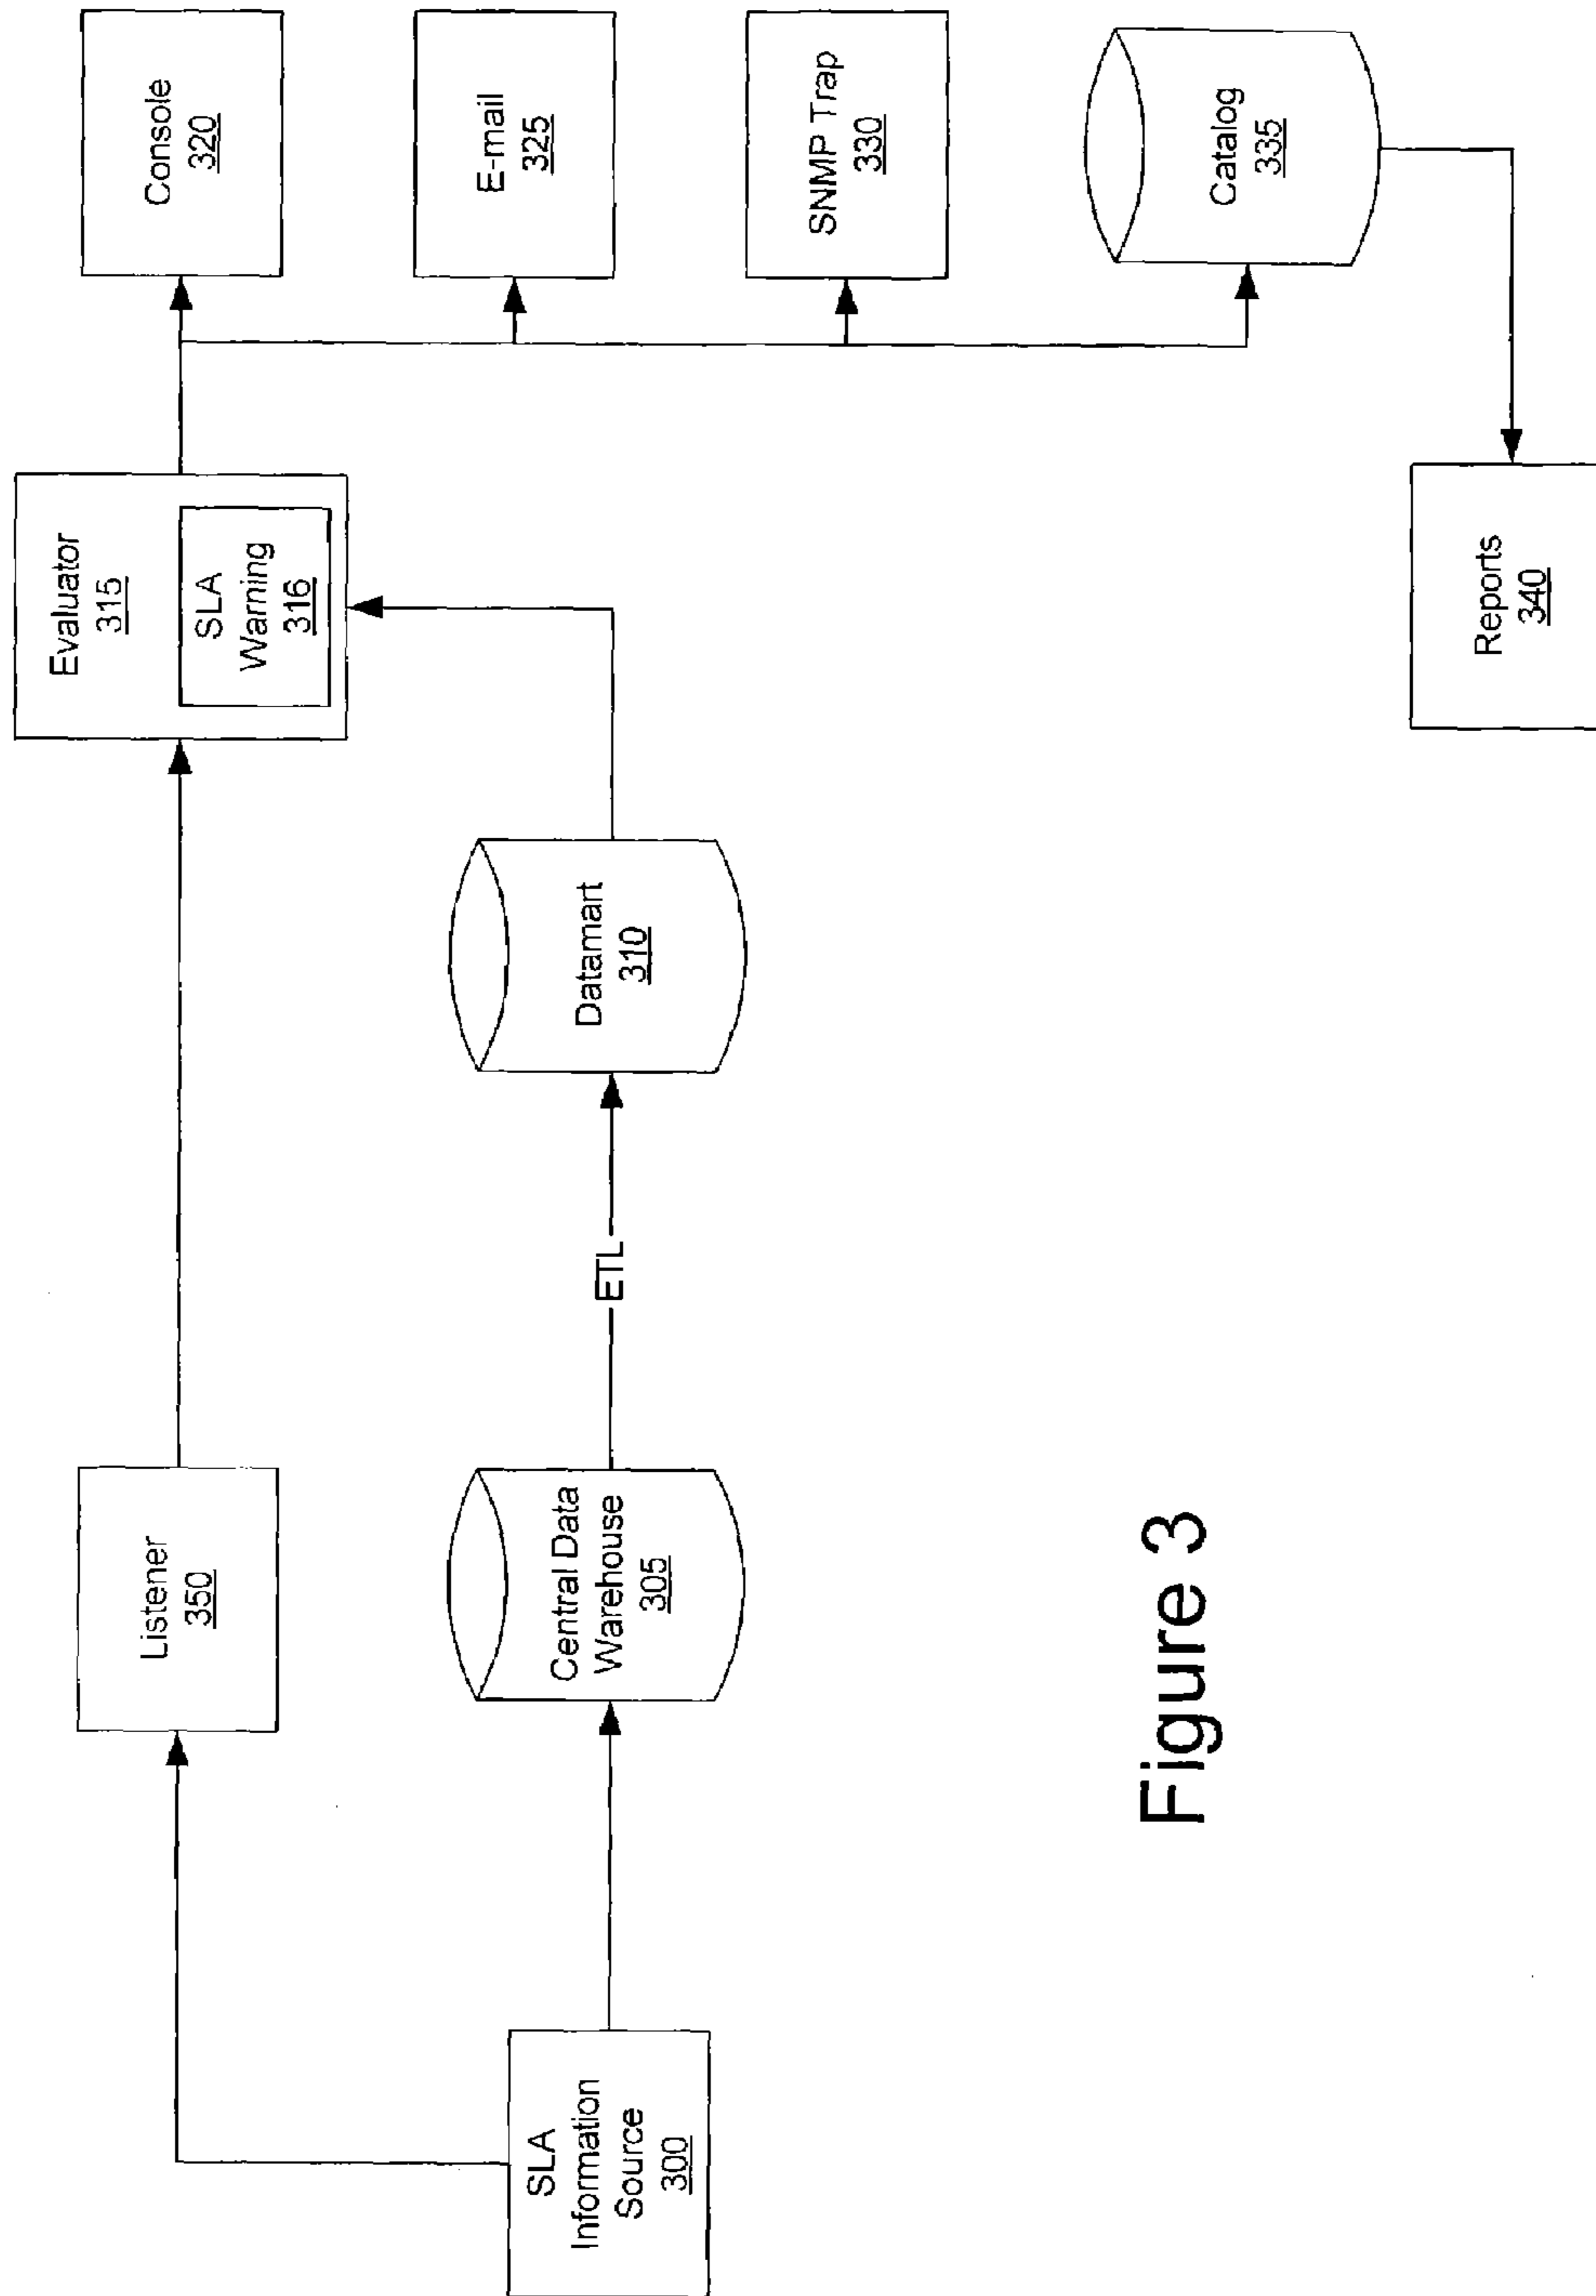 Listener
350
Evaluator
315
SLA
Warning
316
Console
320
SLA
Information
Source
300
Central Data
Warehouse
305
ETL
Datamart
310
E-mail
325
SNMP Trap
330
Catalog
335
Reports
340
Figure 3